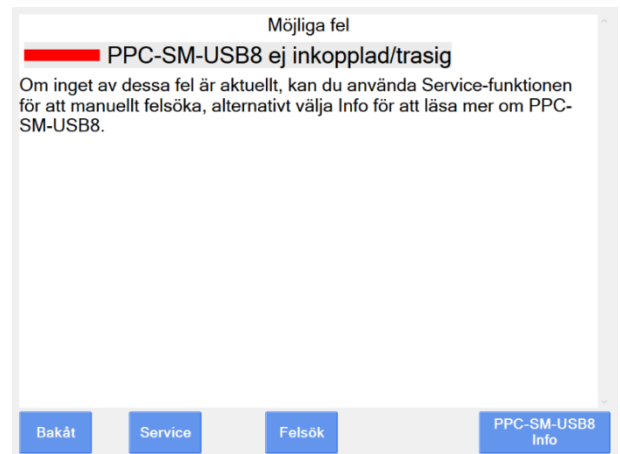 Möjliga fel
PPC-SM-USB8 ej inkopplad/trasig
Om inget av dessa fel är aktuellt, kan du använda Service-funktionen
för att manuellt felsöka, alternativt välja Info för att läsa mer om PPC-
SM-USB8.
Bakåt
Service
Felsök
PPC-SM-USB8
Info